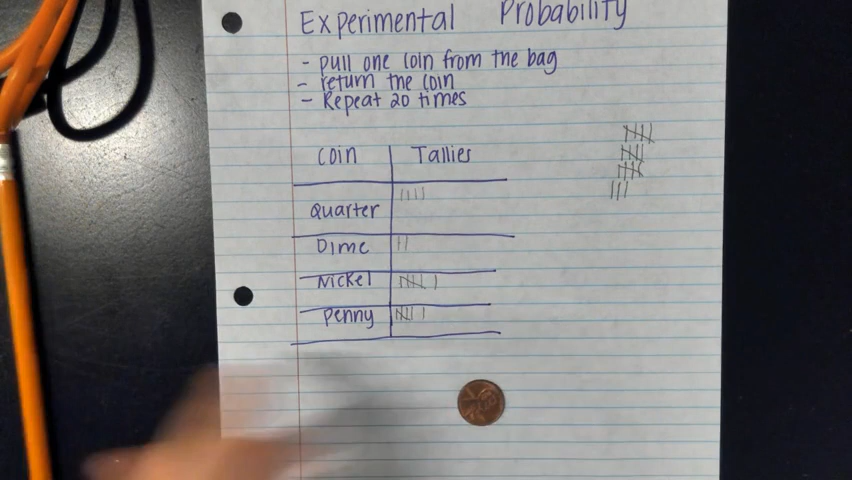 Experimental Probability
- pull one coin from the bag
- return the coin
- Repeat 20 times
Coin Tallies
Quarter
Dime
Nickel
Penny